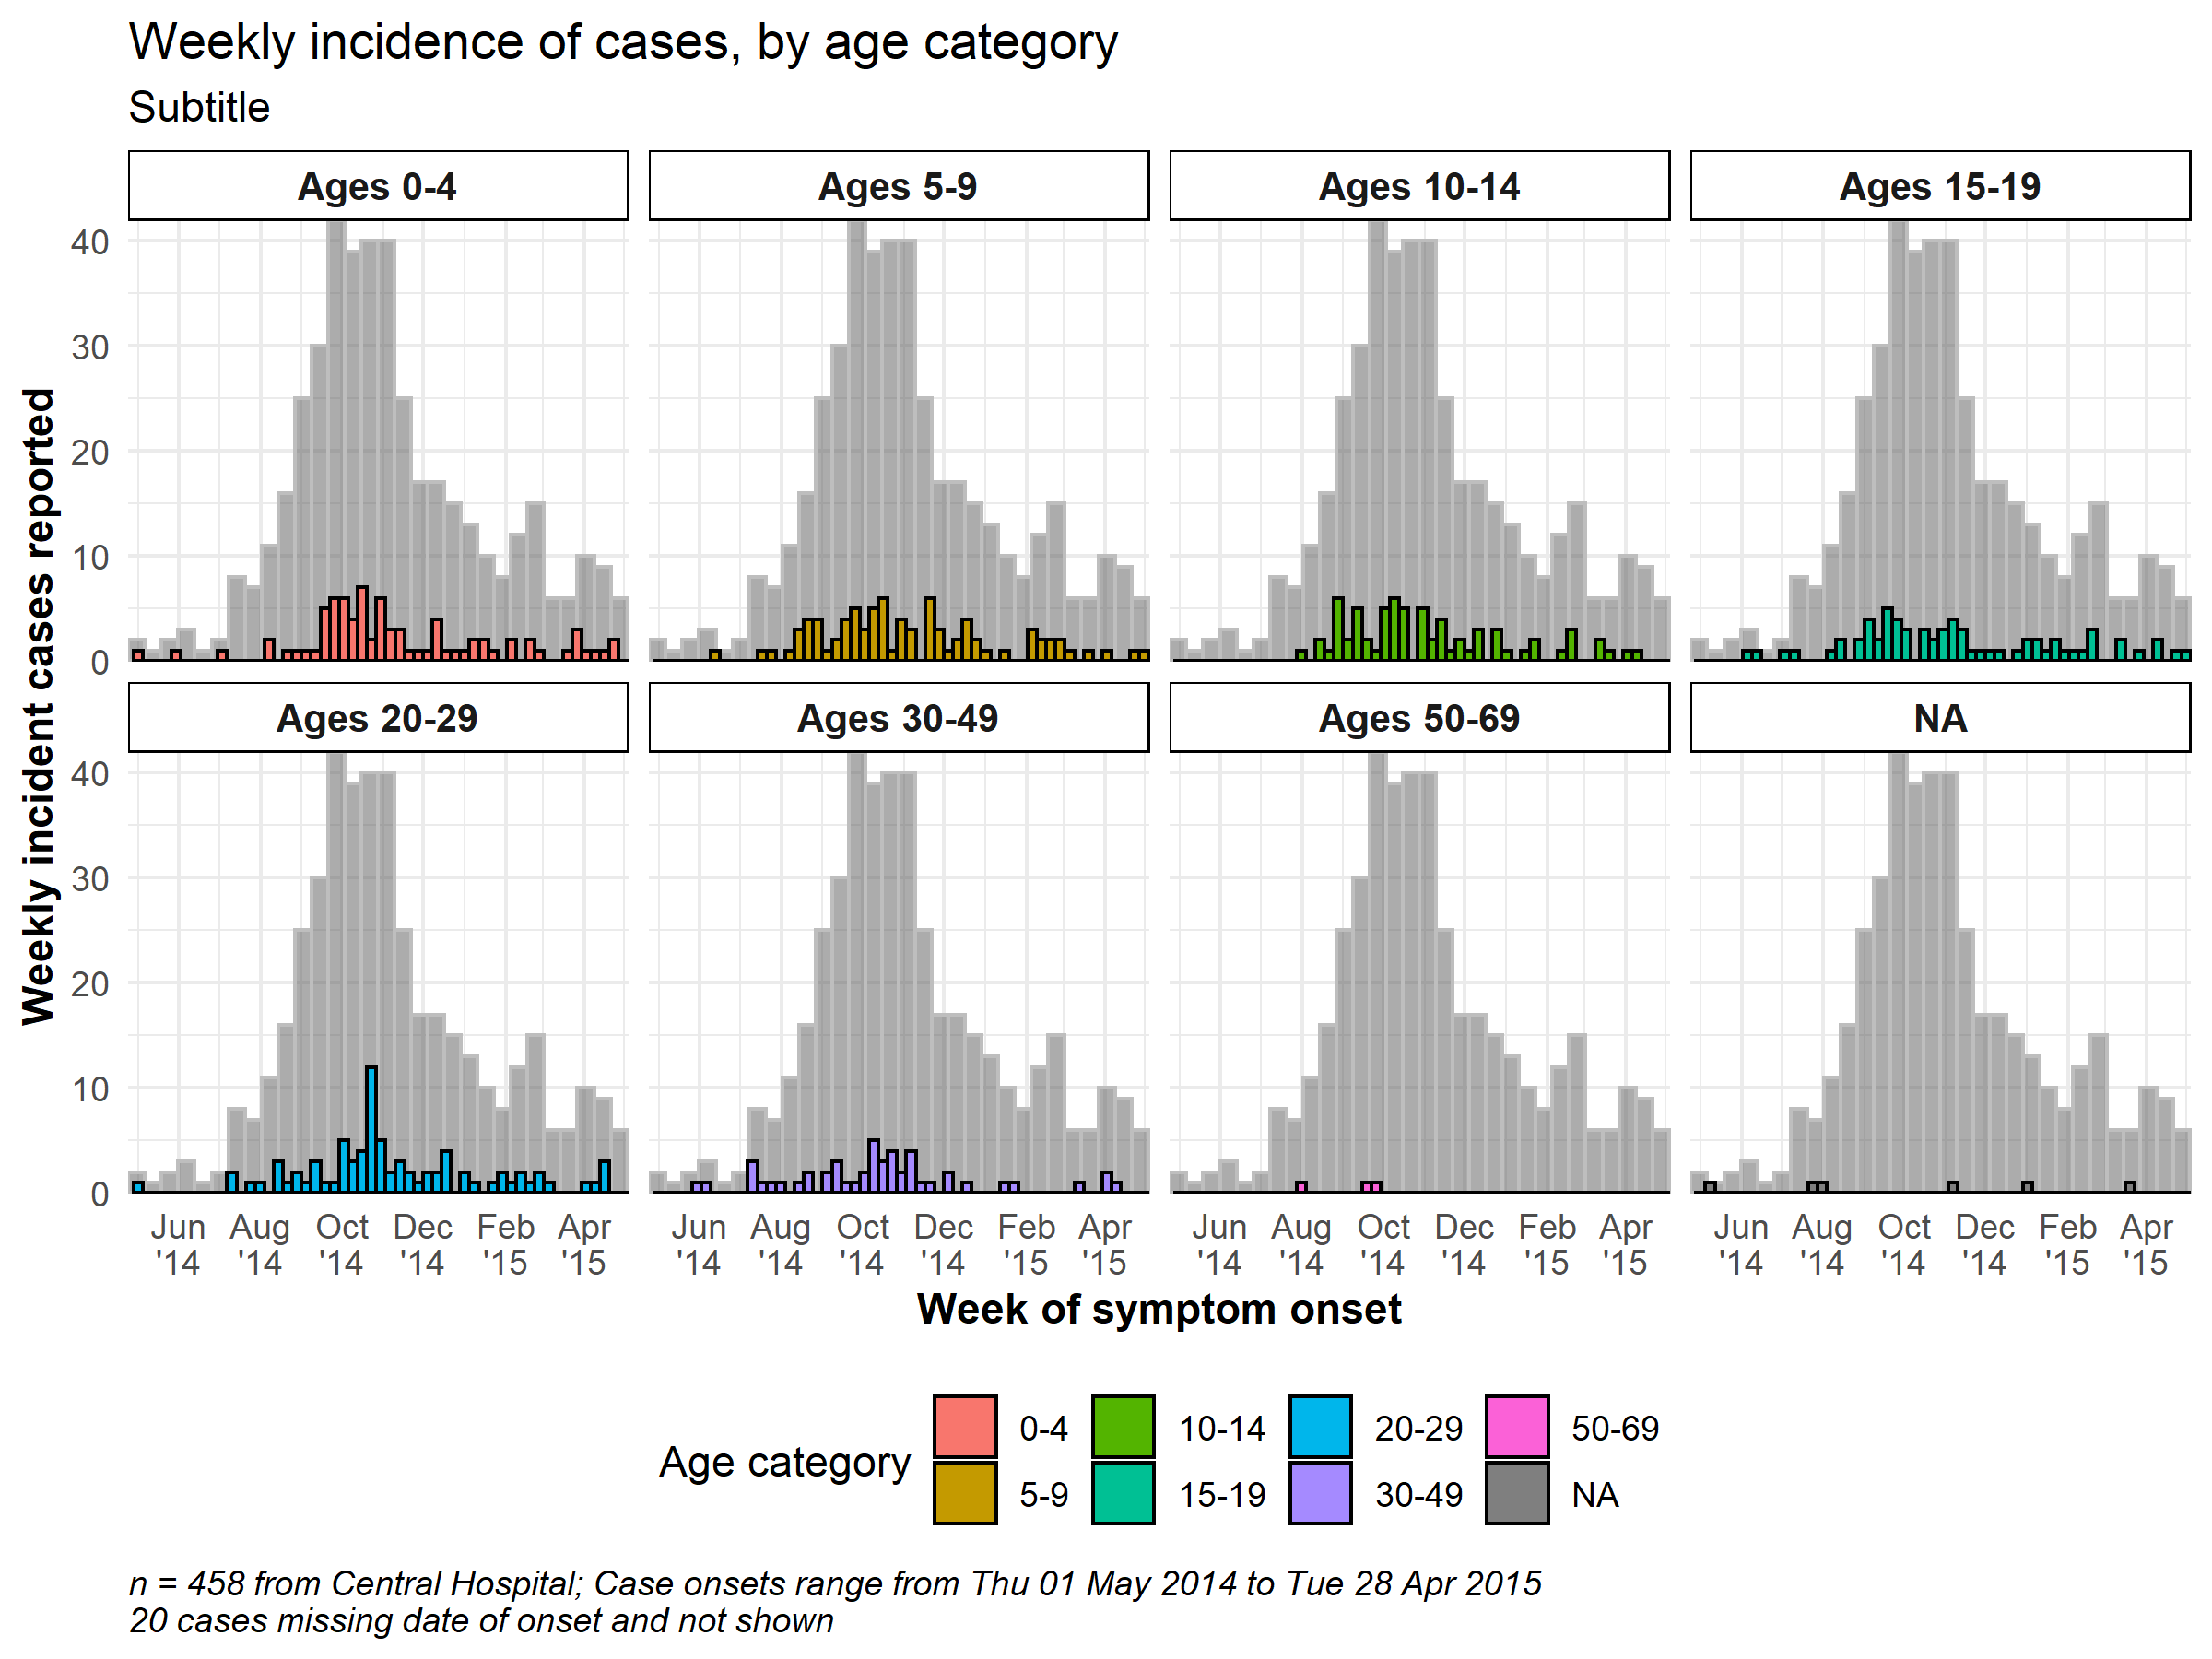 Weekly incidence of cases, by age category
Subtitle
Ages 0-4
Ages 5-9
Ages 10-14
Ages 15-19
40
30
20
10
0
Ages 20-29
Ages 30-49
Ages 50-69
NA
40
30
20
10
0
Weekly incident cases reported
Jun Aug Oct Dec Feb Apr
'14 '14 '14 '14 '15 '15
Jun Aug Oct Dec Feb Apr
'14 '14 '14 '14 '15 '15
Jun Aug Oct Dec Feb Apr
'14 '14 '14 '14 '15 '15
Jun Aug Oct Dec Feb Apr
'14 '14 '14 '14 '15 '15
Week of symptom onset
Age category
0-4
10-14
20-29
50-69
5-9
15-19
30-49
NA
n = 458 from Central Hospital; Case onsets range from Thu 01 May 2014 to Tue 28 Apr 2015
20 cases missing date of onset and not shown